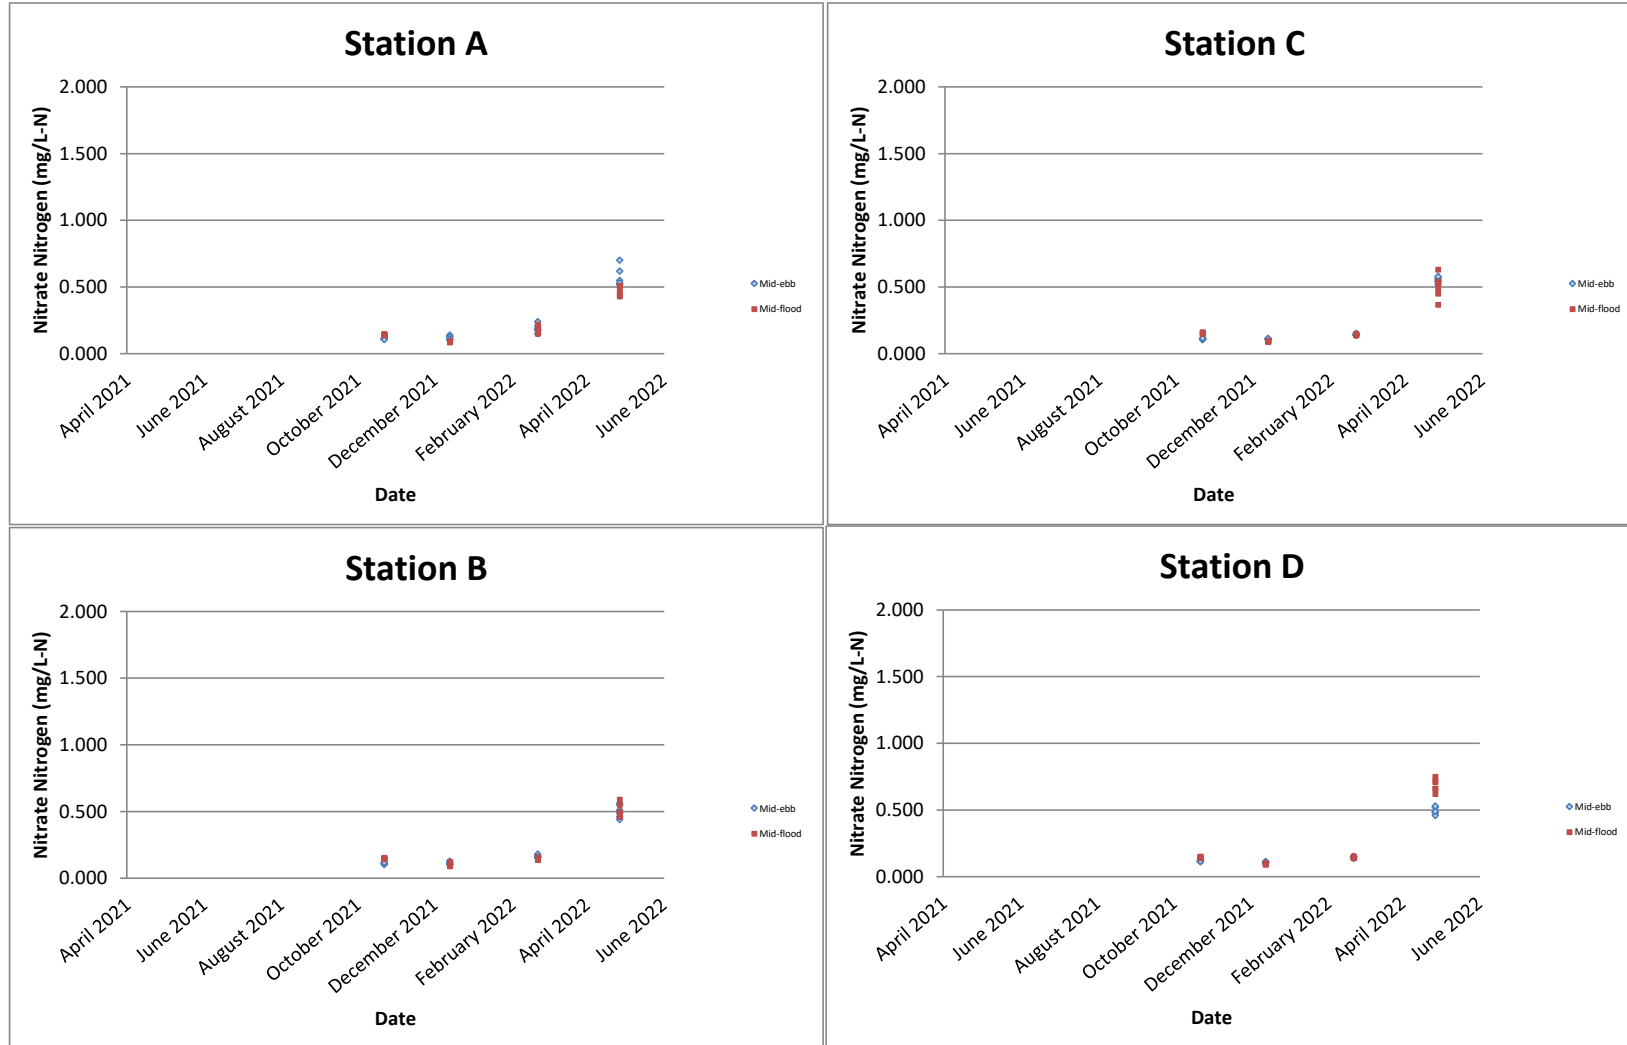 Station A
Nitrate Nitrogen (mg/L-N)
2.000
1.500
1.000
0.500
0.000
April 2021
June 2021
August 2021
October 2021
December 2021
February 2022
April 2022
June 2022
Date
Mid-ebb
Mid-flood
Station C
Nitrate Nitrogen (mg/L-N)
2.000
1.500
1.000
0.500
0.000
April 2021
June 2021
August 2021
October 2021
December 2021
February 2022
April 2022
June 2022
Date
Mid-ebb
Mid-flood
Station B
Nitrate Nitrogen (mg/L-N)
2.000
1.500
1.000
0.500
0.000
April 2021
June 2021
August 2021
October 2021
December 2021
February 2022
April 2022
June 2022
Date
Mid-ebb
Mid-flood
Station D
Nitrate Nitrogen (mg/L-N)
2.000
1.500
1.000
0.500
0.000
April 2021
June 2021
August 2021
October 2021
December 2021
February 2022
April 2022
June 2022
Date
Mid-ebb
Mid-flood